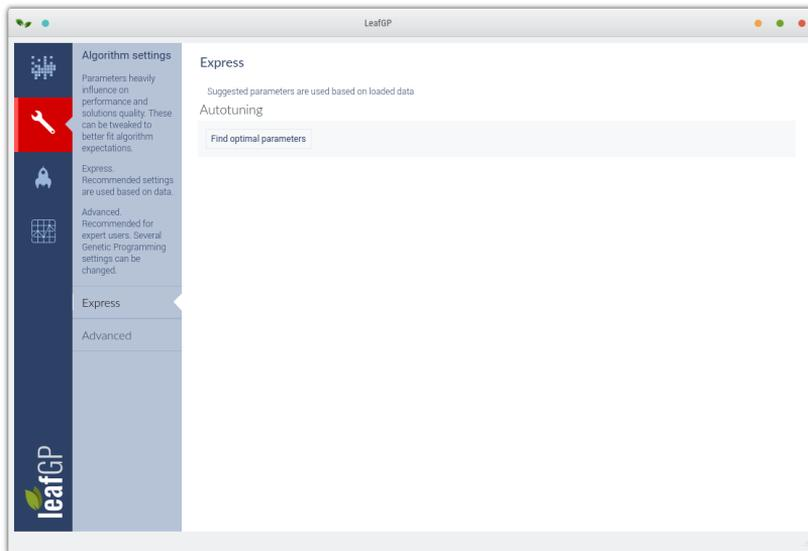 LeafGP
Algorithm settings
Parameters heavily
influence on
performance and
solutions quality. These
can be tweaked to
better fit algorithm
expectations.
Express.
Recommended settings
are used based on data.
Advanced.
Recommended for
expert users. Several
Genetic Programming
settings can be
changed.
Express
Advanced
leafGP
Express
Suggested parameters are used based on loaded data
Autotuning
Find optimal parameters